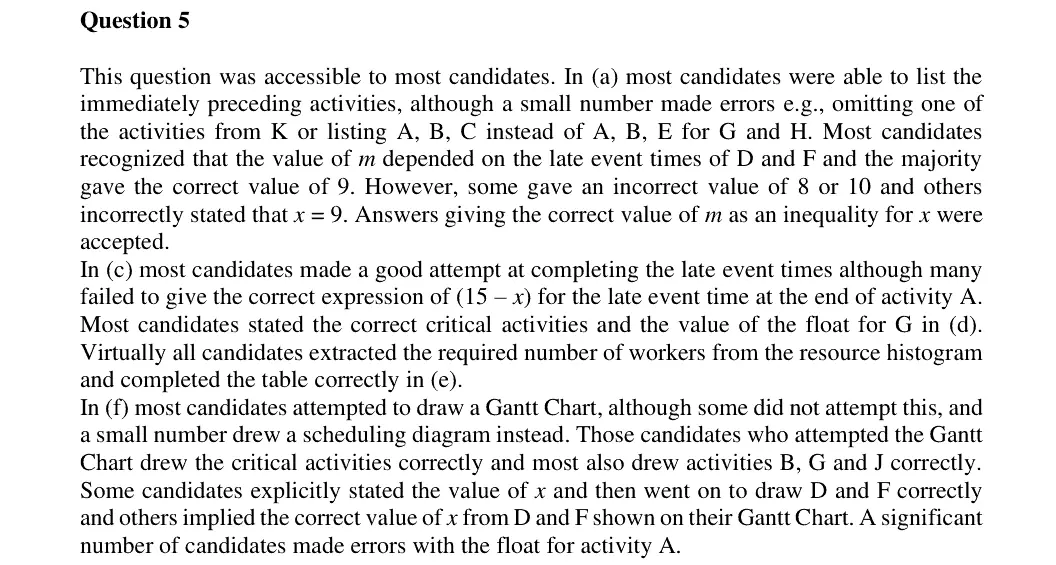 Question 5
This question was accessible to most candidates. In (a) most candidates were able to list the
immediately preceding activities, although a small number made errors e.g., omitting one of
the activities from K or listing A, B, C instead of A, B, E for G and H. Most candidates
recognized that the value of m depended on the late event times of D and F and the majority
gave the correct value of 9. However, some gave an incorrect value of 8 or 10 and others
incorrectly stated that x = 9. Answers giving the correct value of m as an inequality for x were
accepted.
In (c) most candidates made a good attempt at completing the late event times although many
failed to give the correct expression of (15 – x) for the late event time at the end of activity A.
Most candidates stated the correct critical activities and the value of the float for G in (d).
Virtually all candidates extracted the required number of workers from the resource histogram
and completed the table correctly in (e).
In (f) most candidates attempted to draw a Gantt Chart, although some did not attempt this, and
a small number drew a scheduling diagram instead. Those candidates who attempted the Gantt
Chart drew the critical activities correctly and most also drew activities B, G and J correctly.
Some candidates explicitly stated the value of x and then went on to draw D and F correctly
and others implied the correct value of x from D and F shown on their Gantt Chart. A significant
number of candidates made errors with the float for activity A.